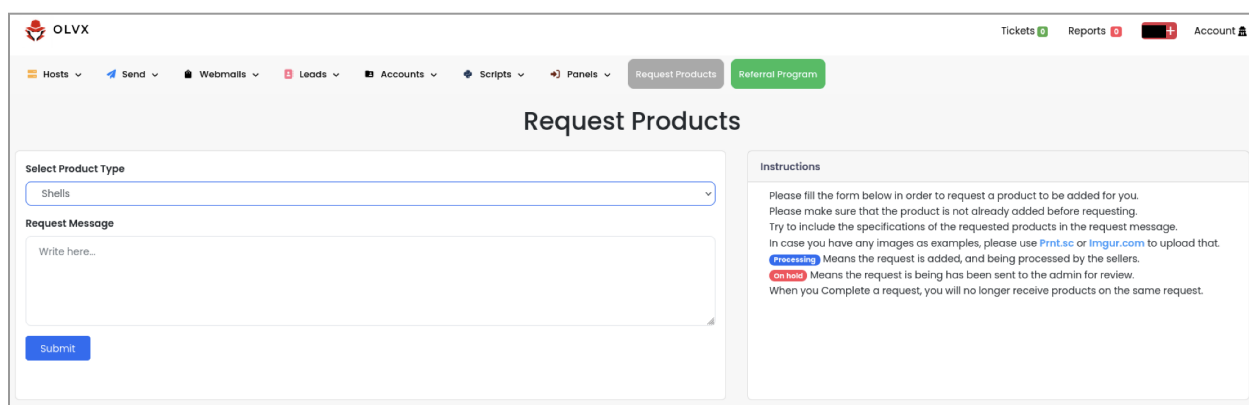 OLVX
Tickets 0 Reports 0 + Account
Hosts Send Webmails Leads Accounts Scripts Panels Request Products Referral Program
Request Products
Select Product Type
Shells
Request Message
Write here...
Submit
Instructions
Please fill the form below in order to request a product to be added for you.
Please make sure that the product is not already added before requesting.
Try to include the specifications of the requested products in the request message.
In case you have any images as examples, please use Prnt.sc or Imgur.com to upload that.
Processing Means the request is added, and being processed by the sellers.
On hold Means the request is being has been sent to the admin for review.
When you Complete a request, you will no longer receive products on the same request.